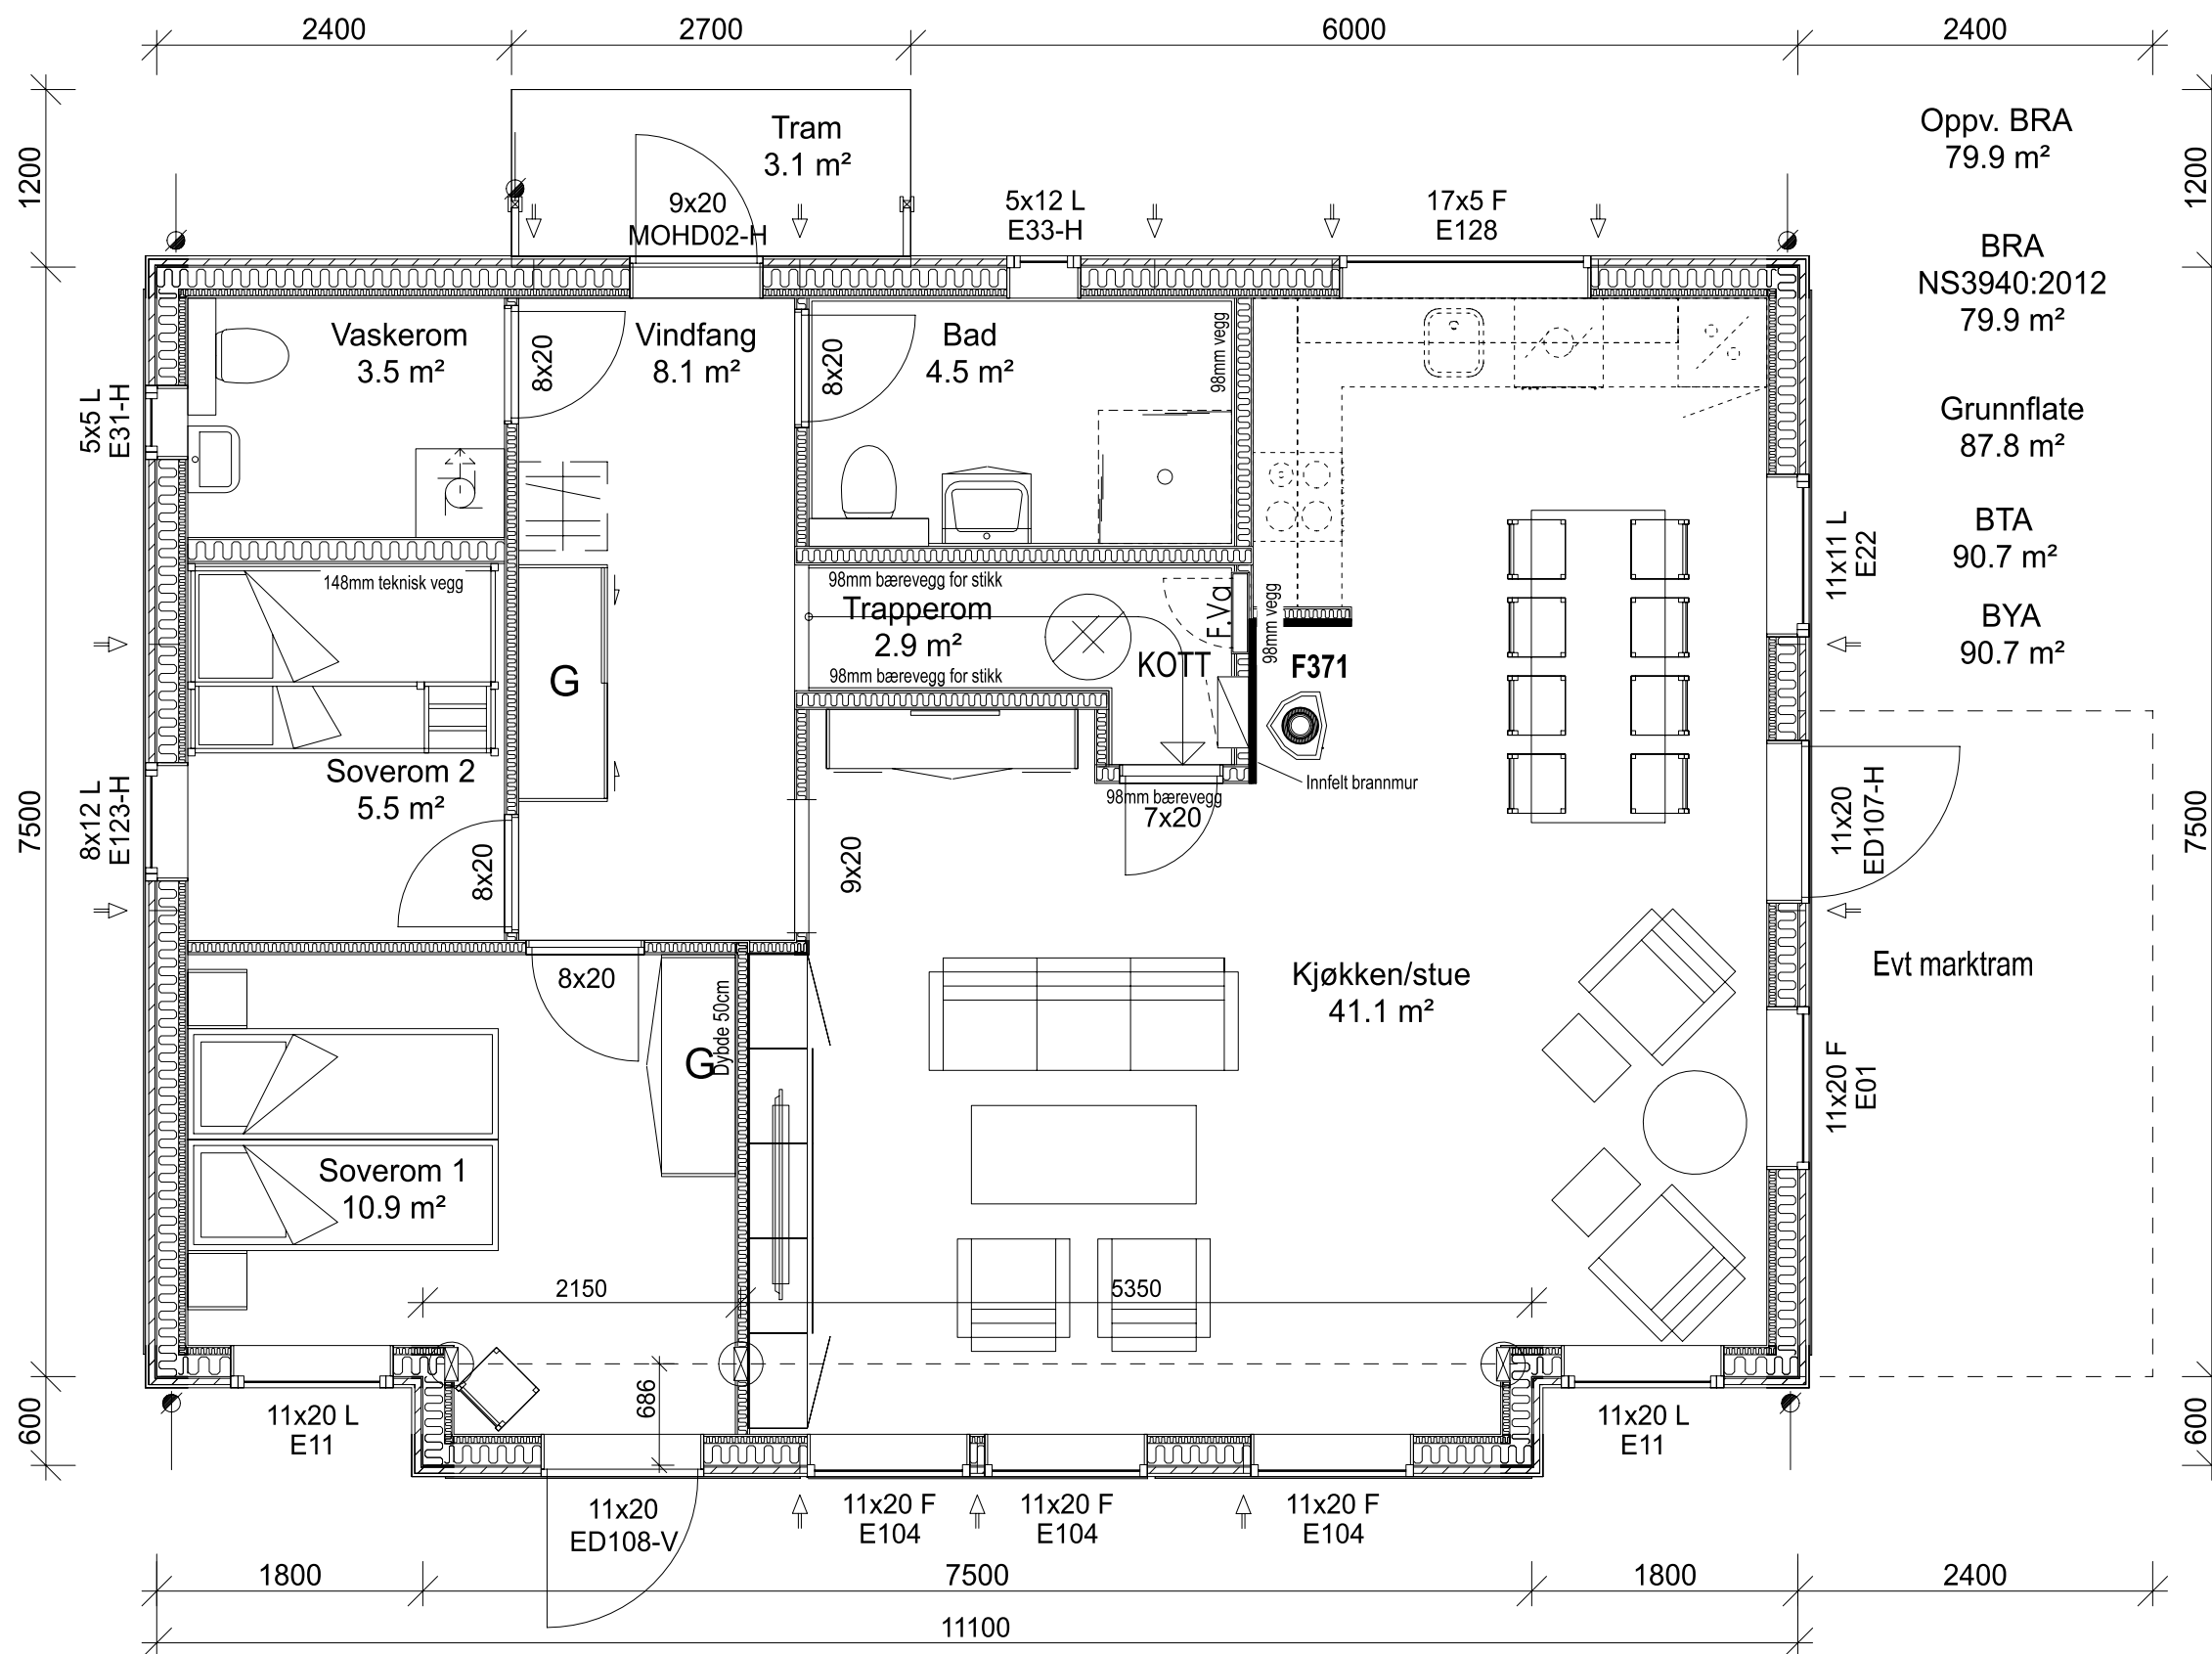 2400
2700
6000
2400
1200
Tram
3.1 m²
Oppv. BRA
79.9 m²
1200
9x20
MOHD02-H
5x12 L
E33-H
17x5 F
E128
BRA
NS3940:2012
79.9 m²
Vaskerom
3.5 m²
8x20
Vindfang
8.1 m²
8x20
Bad
4.5 m²
98mm vegg
5x5 L
E31-H
Grunnflate
87.8 m²
11x11 L
E22
BTA
90.7 m²
BYA
90.7 m²
148mm teknisk vegg
98mm bærevegg for stikk
Trapperom
2.9 m²
98mm bærevegg for stikk
F.Va
KOTT
98mm vegg
F371
G
Innfelt brannmur
Soverom 2
5.5 m²
98mm bærevegg
7x20
7500
8x12 L
E123-H
8x20
9x20
11x20
ED107-H
7500
8x20
Dybde 50cm
G
Kjøkken/stue
41.1 m²
Evt marktram
11x20 F
E01
Soverom 1
10.9 m²
2150
5350
686
600
11x20 L
E11
11x20 L
E11
600
11x20
ED108-V
11x20 F
E104
11x20 F
E104
11x20 F
E104
1800
7500
1800
2400
11100